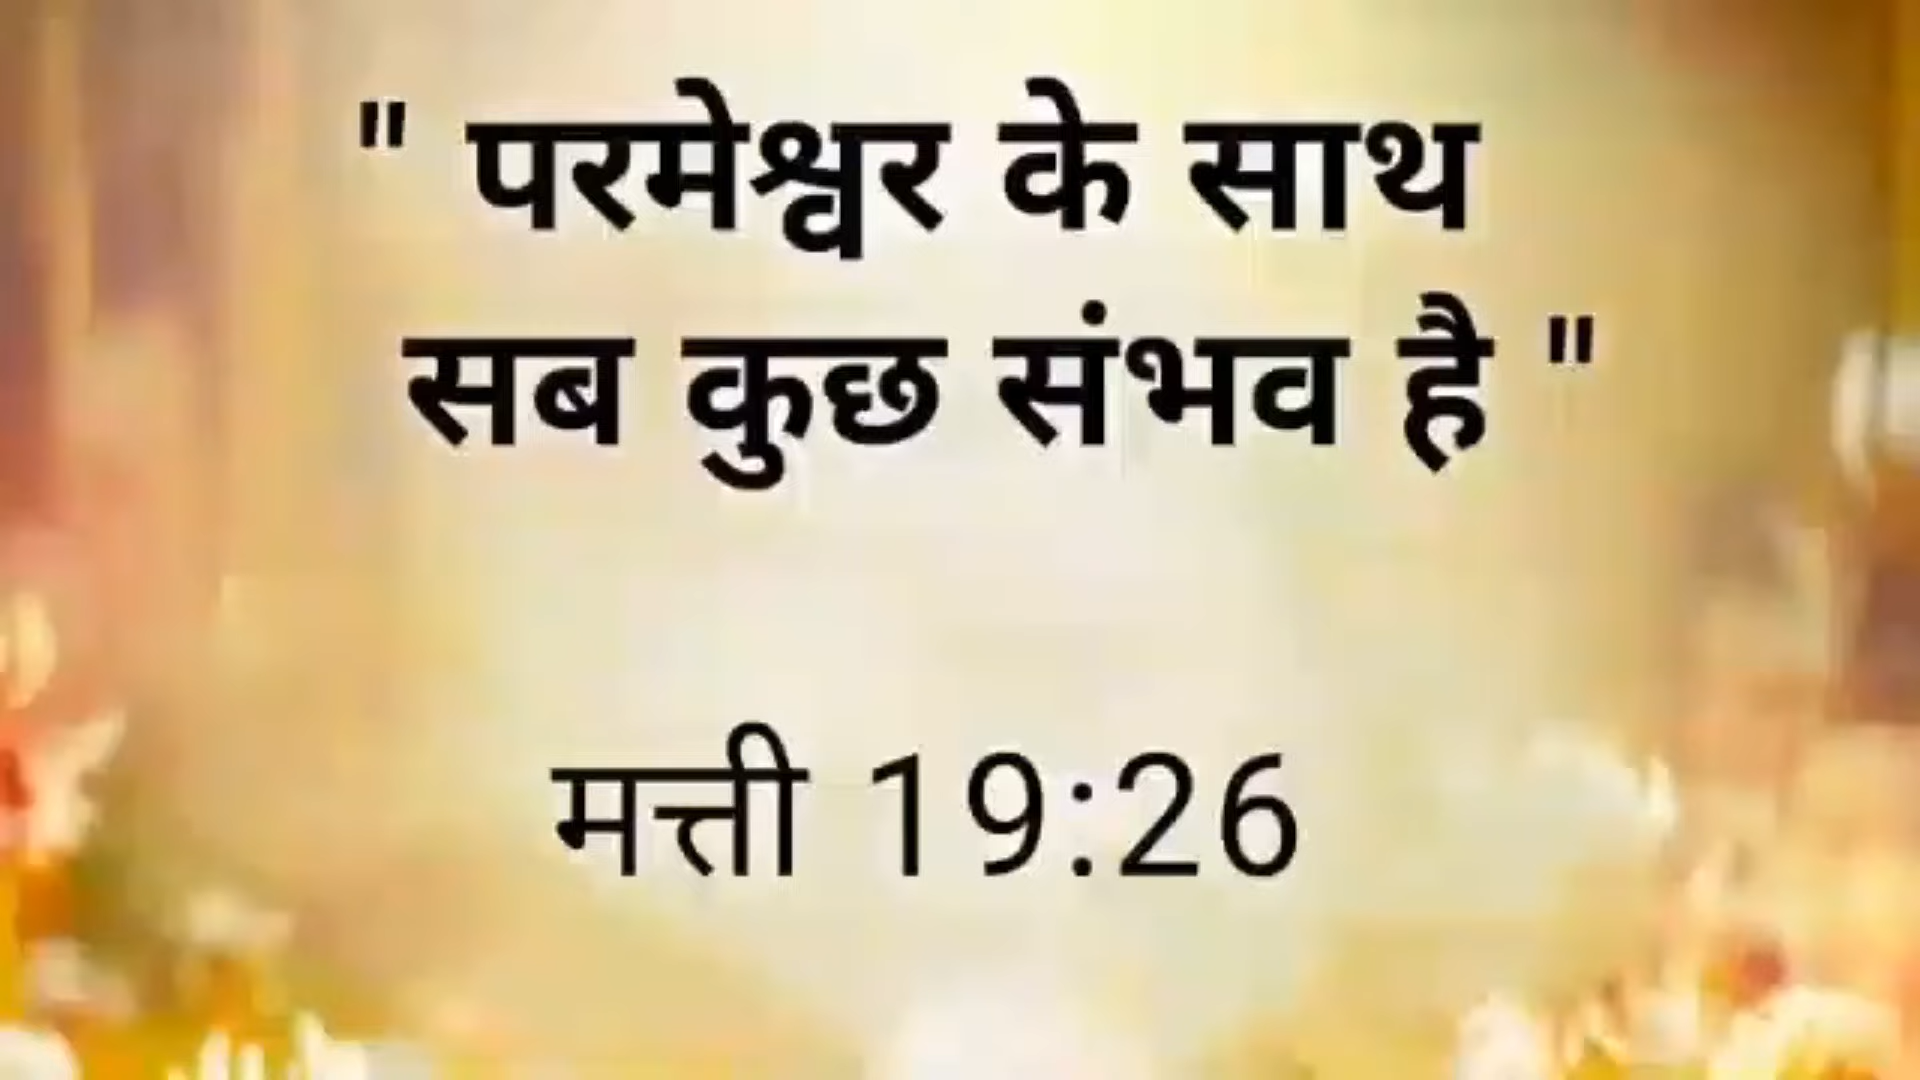 " परमेश्वर के साथ
सब कुछ संभव है "
मत्ती 19:26